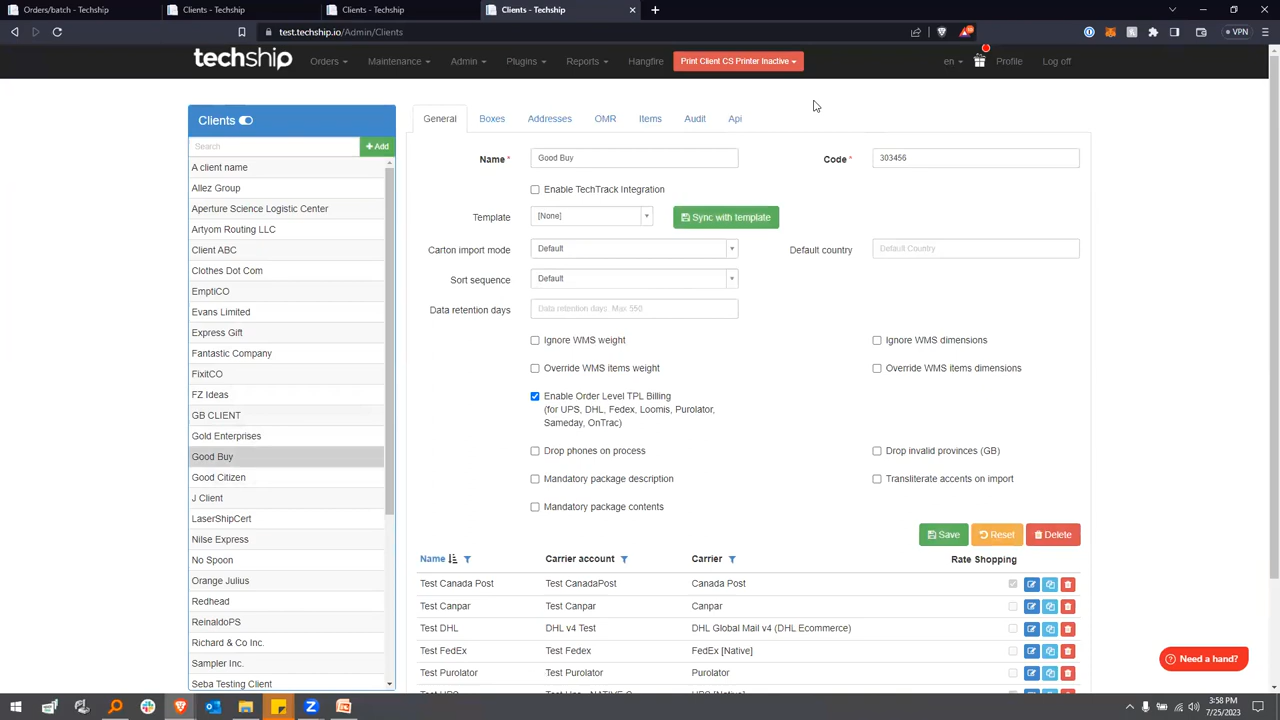 Orders/batch - Techship
Clients - Techship
Clients - Techship
Clients - Techship
test.techship.io/Admin/Clients
VPN
techship
Orders
Maintenance
Admin
Plugins
Reports
Hangfire
Print Client CS Printer Inactive
en
Profile
Log off
Clients
Search
Add
A client name
Allez Group
Aperture Science Logistic Center
Artyom Routing LLC
Client ABC
Clothes Dot Com
EmptiCO
Evans Limited
Express Gift
Fantastic Company
FixitCO
FZ Ideas
GB CLIENT
Gold Enterprises
Good Buy
Good Citizen
J Client
LaserShipCert
Nilse Express
No Spoon
Orange Julius
Redhead
ReinaldoPS
Richard & Co Inc.
Sampler Inc.
Seba Testing Client
General Boxes Addresses OMR Items Audit Api
Name* Good Buy Code* 303456
Enable TechTrack Integration
Template [None] Sync with template
Carton import mode Default Default country Default Country
Sort sequence Default
Data retention days Data retention days. Max 550
Ignore WMS weight Ignore WMS dimensions
Override WMS items weight Override WMS items dimensions
Enable Order Level TPL Billing
(for UPS, DHL, Fedex, Loomis, Purolator,
Sameday, OnTrac)
Drop phones on process Drop invalid provinces (GB)
Mandatory package description Transliterate accents on import
Mandatory package contents
Save Reset Delete
Name Carrier account Carrier Rate Shopping
Test Canada Post Test CanadaPost Canada Post
Test Canpar Test Canpar Canpar
Test DHL DHL v4 Test DHL Global Mail v4 (DHL Ecommerce)
Test FedEx Test Fedex FedEx [Native]
Test Purolator Test Purolator Purolator
Need a hand?
3:58 PM
7/25/2023